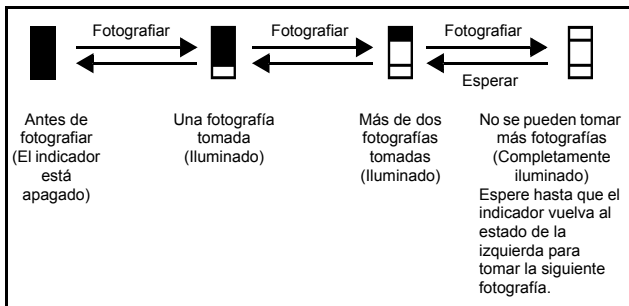 Fotografiar
Fotografiar
Fotografiar
Esperar
Antes de
fotografiar
(El indicador
está
apagado)
Una fotografía
tomada
(Iluminado)
Más de dos
fotografías
tomadas
(Iluminado)
No se pueden tomar
más fotografías
(Completamente
iluminado)
Espere hasta que el
indicador vuelva al
estado de la
izquierda para
tomar la siguiente
fotografía.